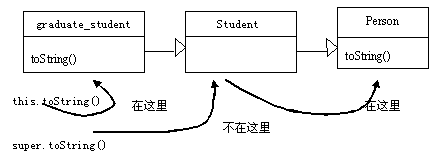 graduate_student
Student
Person
toString()
toString()
this.toString()
在这里
不在这里
在这里
super.toString()